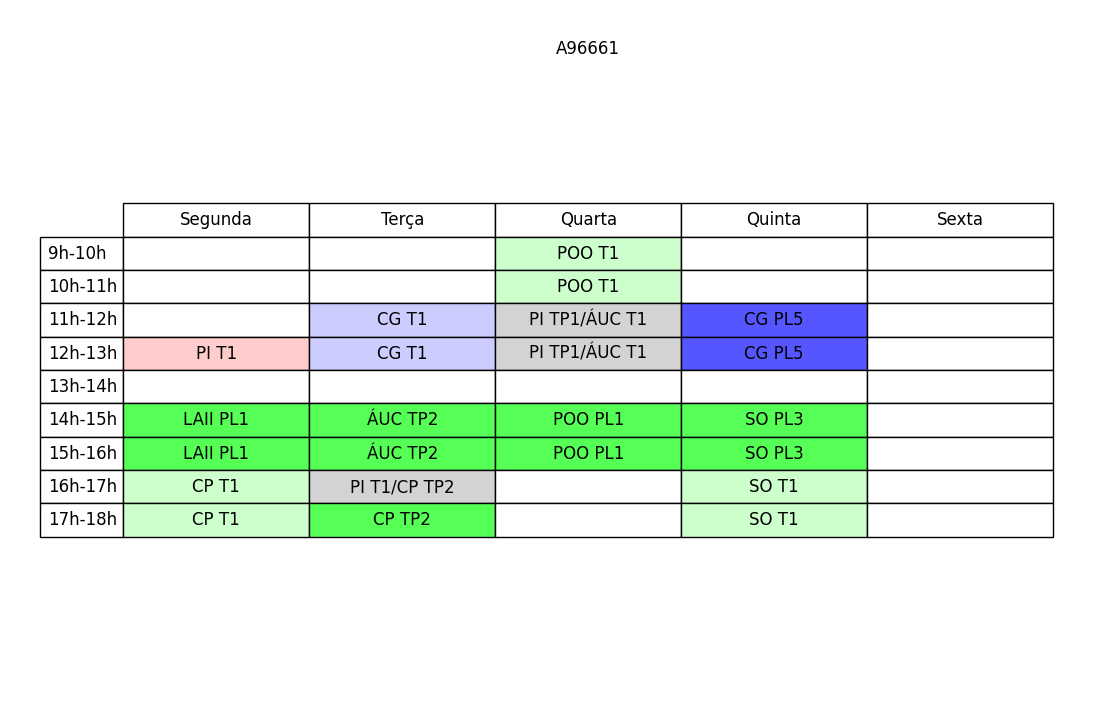 A96661
Segunda Terça Quarta Quinta Sexta
9h-10h POO T1
10h-11h POO T1
11h-12h CG T1 PI TP1/ÁUC T1 CG PL5
12h-13h PI T1 CG T1 PI TP1/ÁUC T1 CG PL5
13h-14h
14h-15h LAII PL1 ÁUC TP2 POO PL1 SO PL3
15h-16h LAII PL1 ÁUC TP2 POO PL1 SO PL3
16h-17h CP T1 PI T1/CP TP2 SO T1
17h-18h CP T1 CP TP2 SO T1